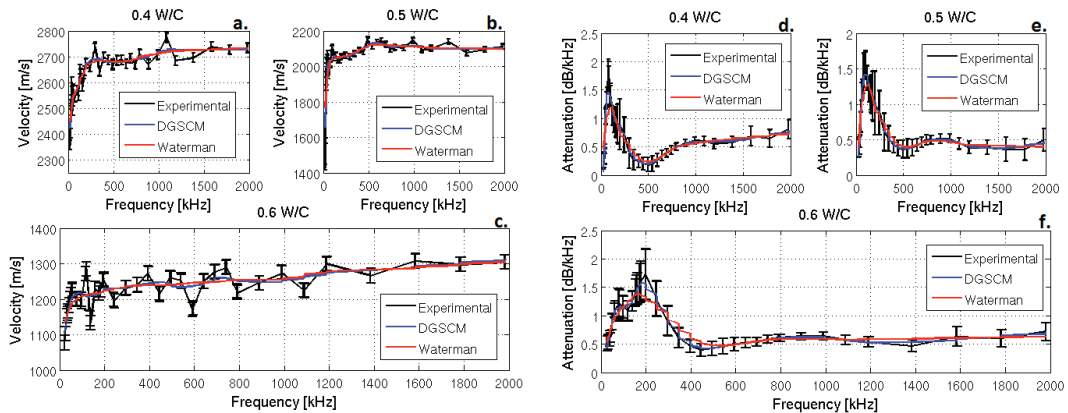 0.4 W/C
a.
Velocity [m/s]
2800
2700
2600
2500
2400
2300
Experimental
DGSCM
Waterman
0
500
1000
1500
2000
Frequency [kHz]
0.5 W/C
b.
Velocity [m/s]
2200
2000
1800
1600
1400
Experimental
DGSCM
Waterman
0
500
1000
1500
2000
Frequency [kHz]
0.6 W/C
c.
Velocity [m/s]
1400
1300
1200
1100
1000
Experimental
DGSCM
Waterman
0
200
400
600
800
1000
1200
1400
1600
1800
2000
Frequency [kHz]
0.4 W/C
d.
Attenuation [dB/kHz]
2.5
2
1.5
1
0.5
0
Experimental
DGSCM
Waterman
0
500
1000
1500
2000
Frequency [kHz]
0.5 W/C
e.
Attenuation [dB/kHz]
2
1.5
1
0.5
0
Experimental
DGSCM
Waterman
0
500
1000
1500
2000
Frequency [kHz]
0.6 W/C
f.
Attenuation [dB/kHz]
2.5
2
1.5
1
0.5
0
Experimental
DGSCM
Waterman
0
200
400
600
800
1000
1200
1400
1600
1800
2000
Frequency [kHz]